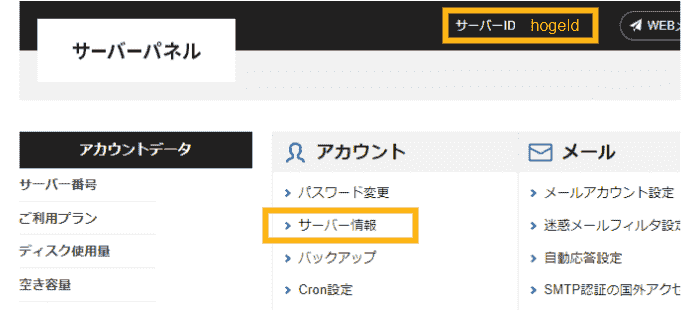 サーバーID hogeId
WEBメ
サーバーパネル
アカウントデータ
サーバー番号
ご利用プラン
ディスク使用量
空き容量
アカウント
パスワード変更
サーバー情報
バックアップ
Cron設定
メール
メールアカウント設定
迷惑メールフィルタ設定
自動応答設定
SMTP認証の国外アクセ